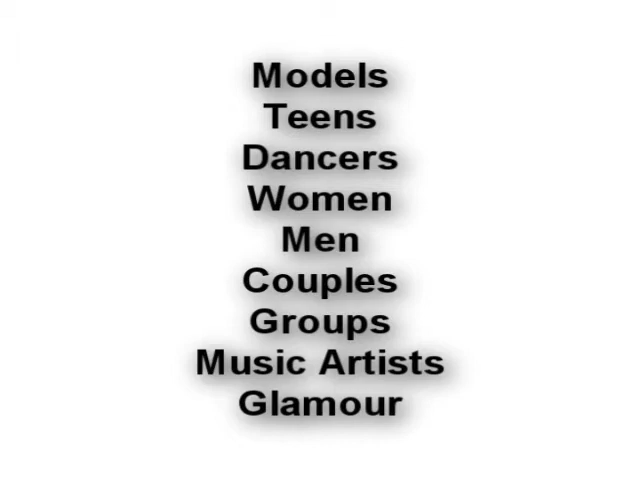 Models
Teens
Dancers
Women
Men
Couples
Groups
Music Artists
Glamour